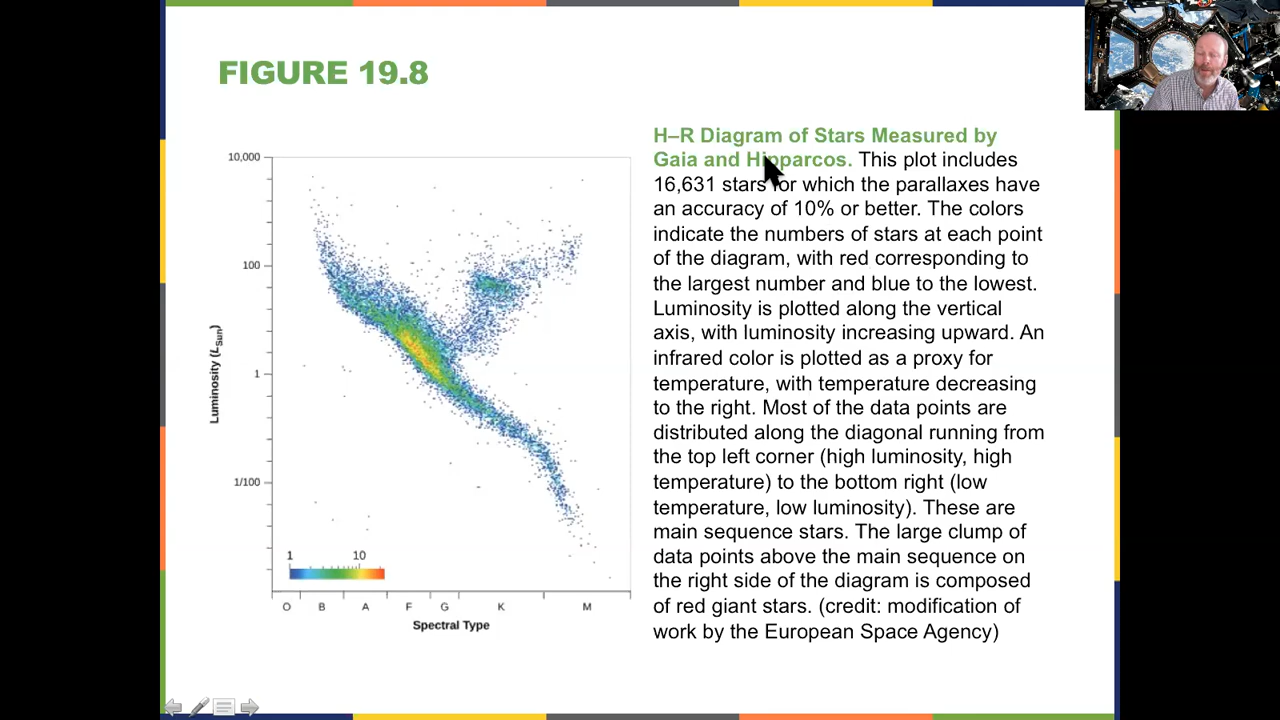 FIGURE 19.8
H–R Diagram of Stars Measured by
Gaia and Hipparcos. This plot includes
16,631 stars for which the parallaxes have
an accuracy of 10% or better. The colors
indicate the numbers of stars at each point
of the diagram, with red corresponding to
the largest number and blue to the lowest.
Luminosity is plotted along the vertical
axis, with luminosity increasing upward. An
infrared color is plotted as a proxy for
temperature, with temperature decreasing
to the right. Most of the data points are
distributed along the diagonal running from
the top left corner (high luminosity, high
temperature) to the bottom right (low
temperature, low luminosity). These are
main sequence stars. The large clump of
data points above the main sequence on
the right side of the diagram is composed
of red giant stars. (credit: modification of
work by the European Space Agency)
10,000
100
1
1/100
Luminosity (LSun)
1 10
O B A F G K M
Spectral Type